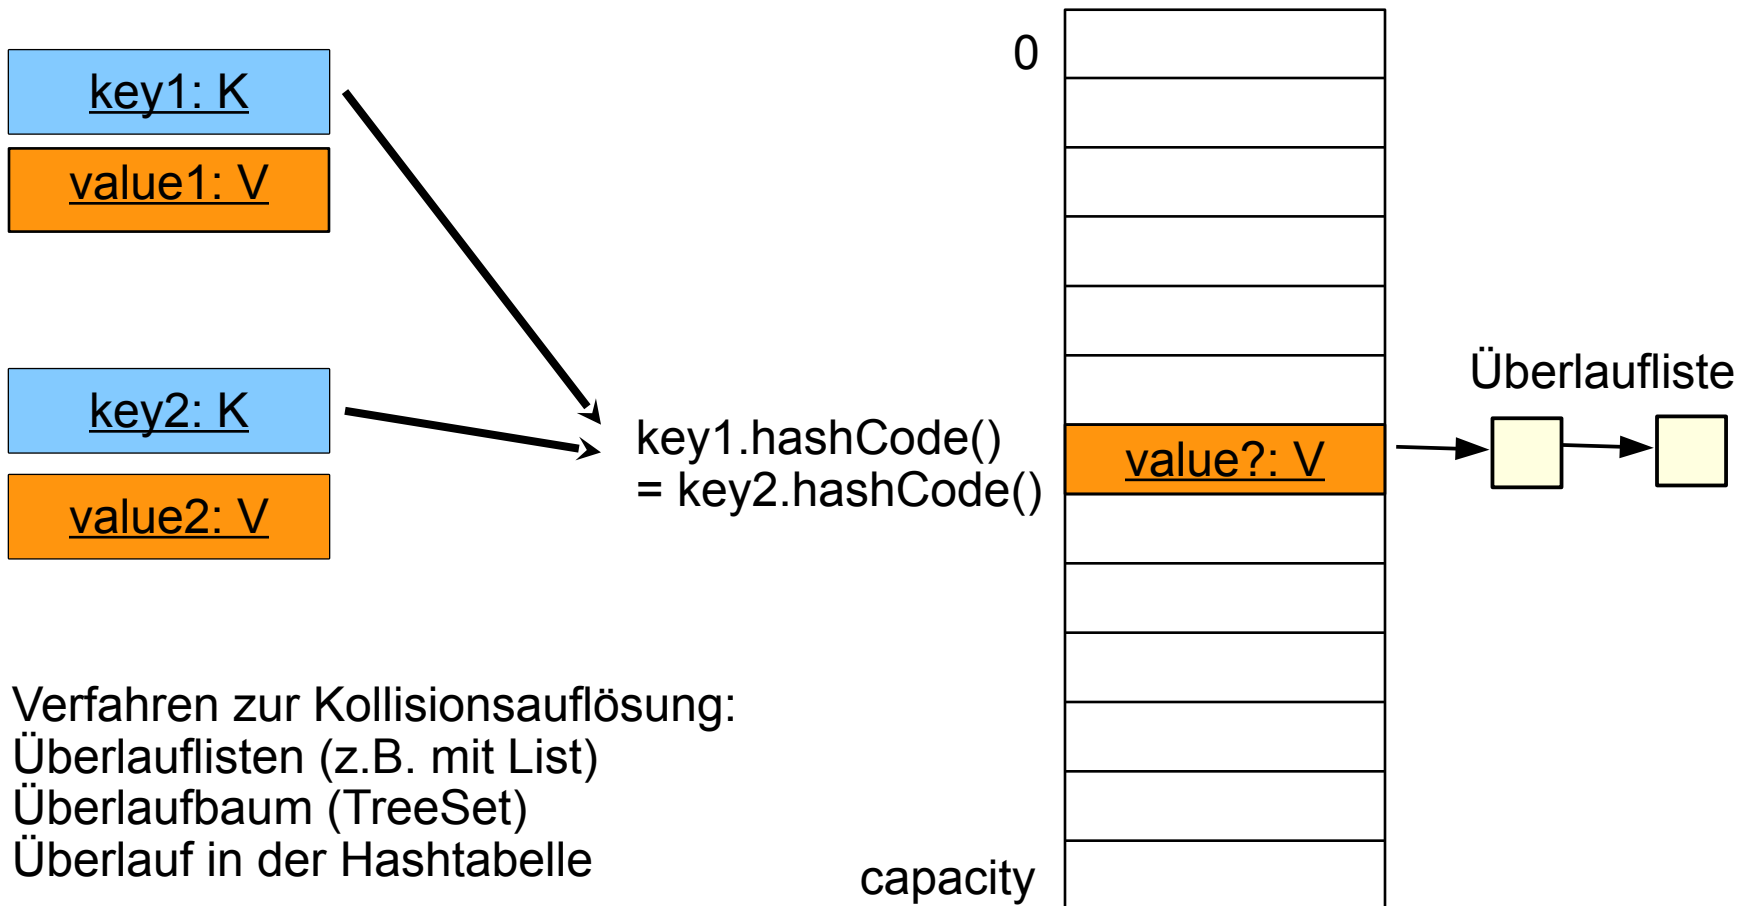 key1: K
value1: V
key2: K
value2: V
key1.hashCode()
= key2.hashCode()
0
value?: V
capacity
Überlaufliste
Verfahren zur Kollisionsauflösung:
Überlauflisten (z.B. mit List)
Überlaufbaum (TreeSet)
Überlauf in der Hashtabelle